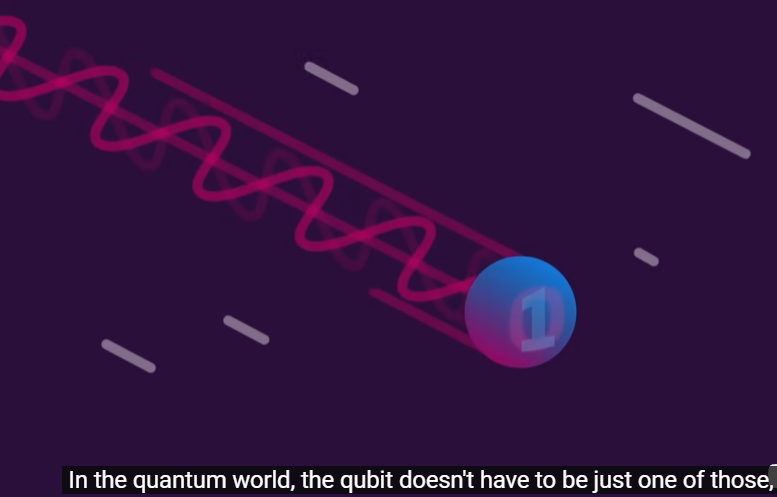 1
In the quantum world, the qubit doesn't have to be just one of those,